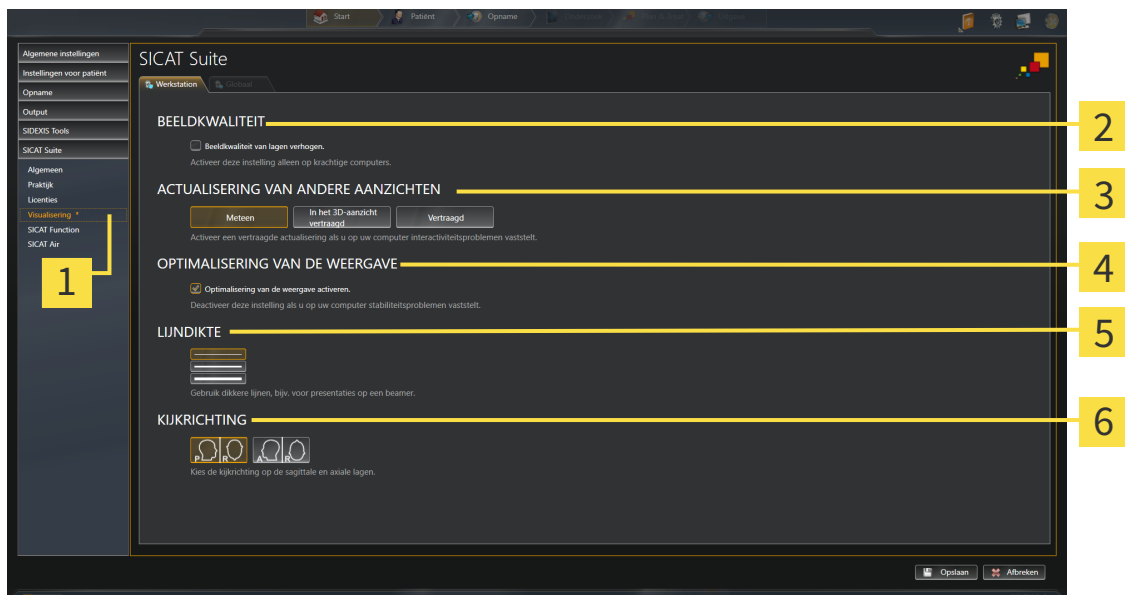 Start
Patiënt
Opname
Algemene instellingen
Instellingen voor patiënt
Opname
Output
SIDEXIS Tools
SICAT Suite
Algemeen
Praktijk
Licenties
Visualisering *
SICAT Function
SICAT Air
1
SICAT Suite
Werkstation
Globaal
BEELDKWALITEIT
2
Beeldkwaliteit van lagen verhogen.
Activeer deze instelling alleen op krachtige computers.
ACTUALISERING VAN ANDERE AANZICHTEN
3
Meteen
In het 3D-aanzicht
vertraagd
Vertraagd
Activeer een vertraagde actualisering als u op uw computer interactiviteitsproblemen vaststelt.
OPTIMALISERING VAN DE WEERGAVE
4
Optimalisering van de weergave activeren.
Deactiveer deze instelling als u op uw computer stabiliteitsproblemen vaststelt.
LIJNDIKTE
5
Gebruik dikkere lijnen, bijv. voor presentaties op een beamer.
KIJKRICHTING
6
P R A R
Kies de kijkrichting op de sagittale en axiale lagen.
Opslaan
Afbreken